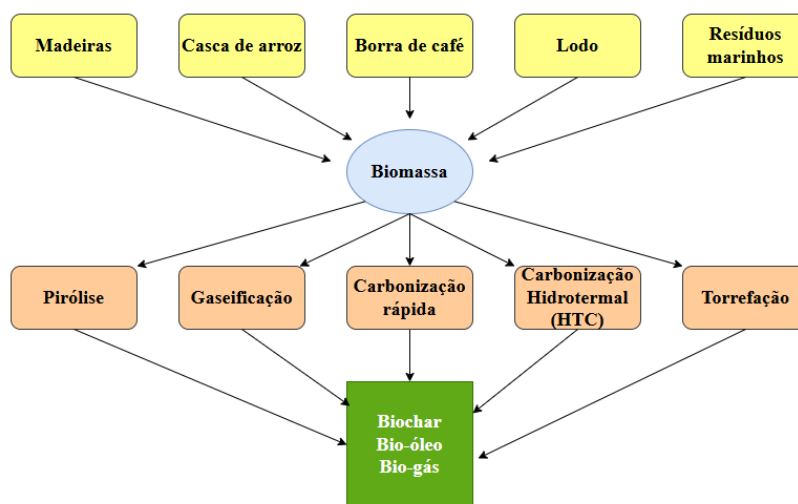 Madeiras
Casca de arroz
Borra de café
Lodo
Resíduos
marinhos
Biomassa
Pirólise
Gaseificação
Carbonização
rápida
Carbonização
Hidrotermal
(HTC)
Torrefação
Biochar
Bio-óleo
Bio-gás